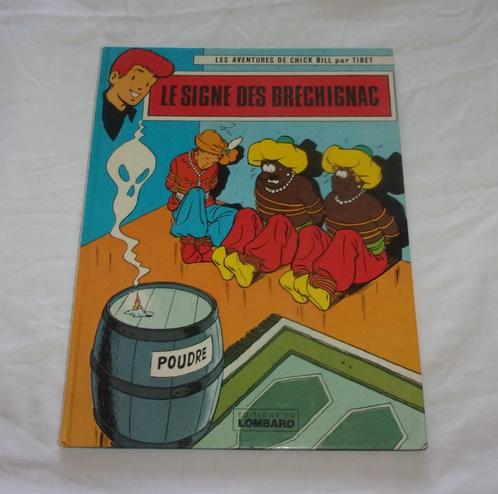 LES AVENTURES DE CHICK BILL par TIBET
LE SIGNE DES BRÉCHIGNAC
POUDRE
EDITIONS DU
LOMBARD